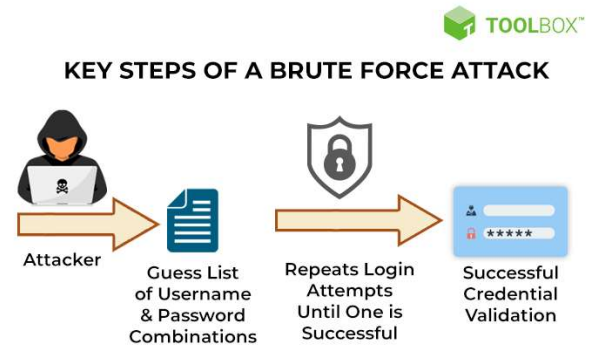 TOOLBOX™
KEY STEPS OF A BRUTE FORCE ATTACK
Attacker
Guess List
of Username
& Password
Combinations
Repeats Login
Attempts
Until One is
Successful
*****
Successful
Credential
Validation